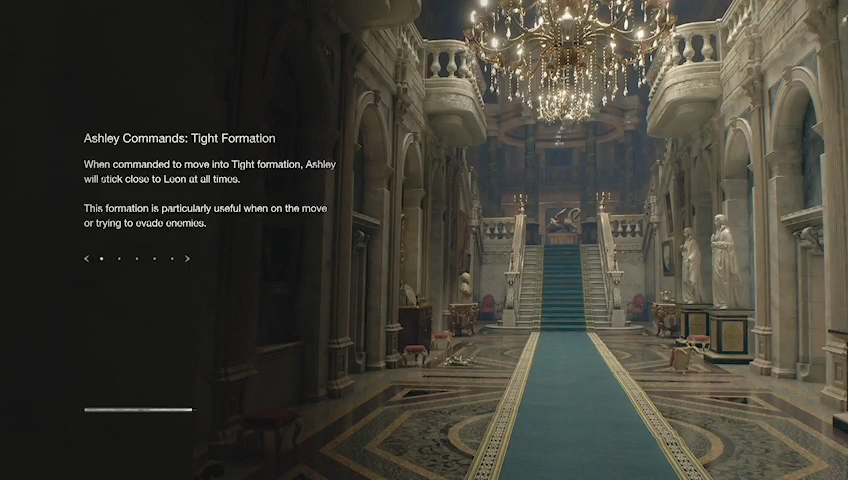 Ashley Commands: Tight Formation
When commanded to move into Tight formation, Ashley
will stick close to Leon at all times.
This formation is particularly useful when on the move
or trying to evade enemies.